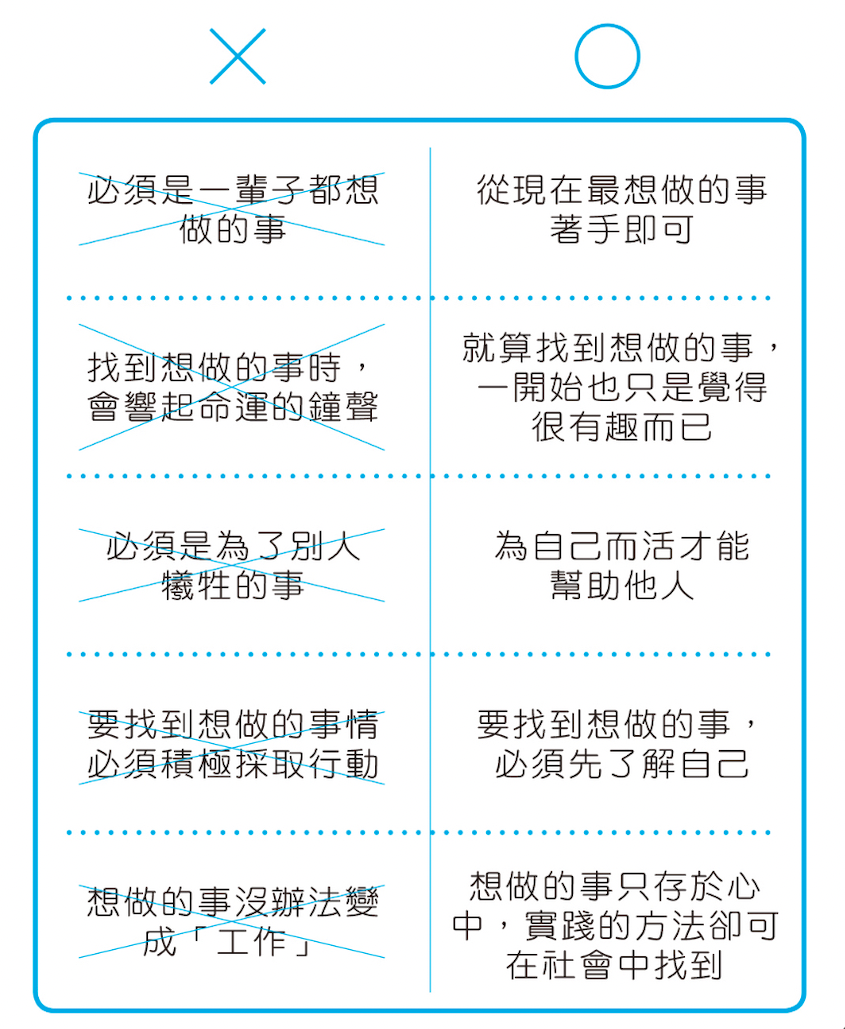 必須是一輩子都想
做的事
從現在最想做的事
著手即可
找到想做的事時，
會響起命運的鐘聲
就算找到想做的事，
一開始也只是覺得
很有趣而已
必須是為了別人
犧牲的事
為自己而活才能
幫助他人
要找到想做的事情
必須積極採取行動
要找到想做的事，
必須先了解自己
想做的事沒辦法變
成「工作」
想做的事只存於心
中，實踐的方法卻可
在社會中找到